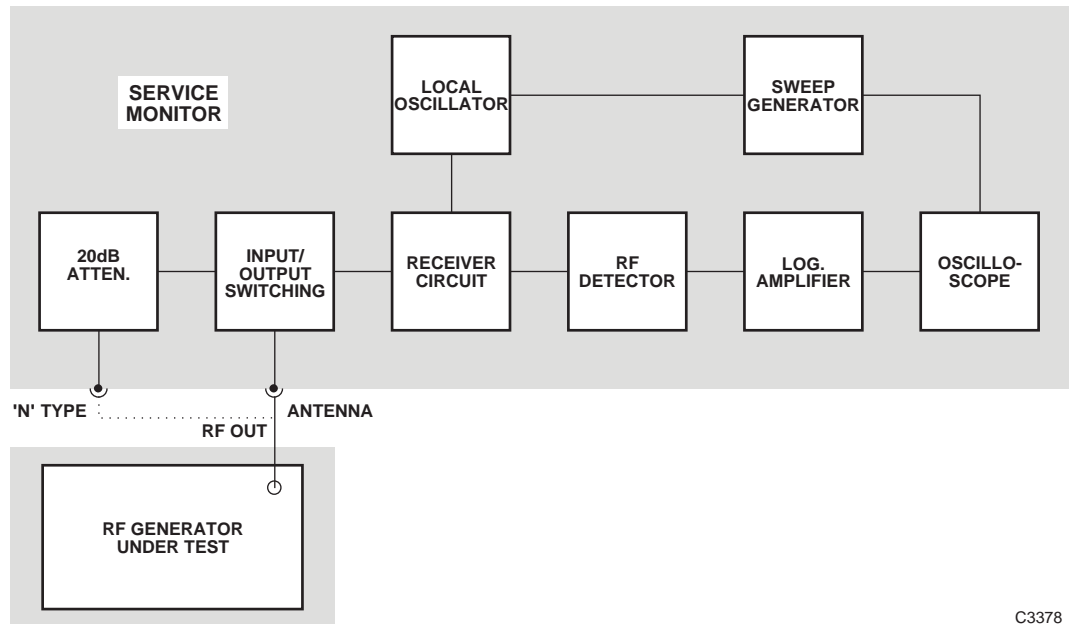 SERVICE
MONITOR
LOCAL
OSCILLATOR
SWEEP
GENERATOR
20dB
ATTEN.
INPUT/
OUTPUT
SWITCHING
RECEIVER
CIRCUIT
RF
DETECTOR
LOG.
AMPLIFIER
OSCILLO-
SCOPE
'N' TYPE
ANTENNA
RF OUT
RF GENERATOR
UNDER TEST
C3378